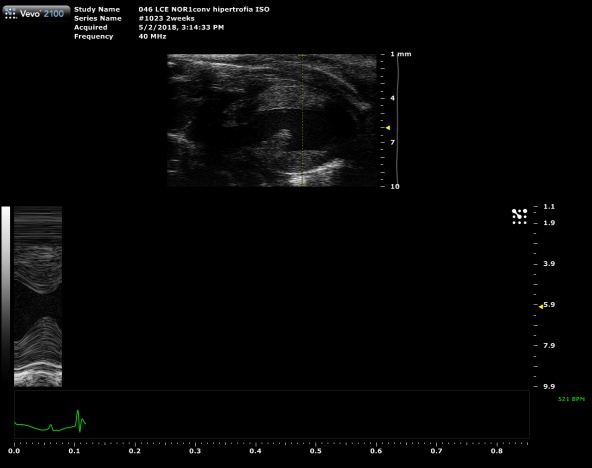 Vevo 2100
Study Name 046 LCE NOR1conv hipertrofia ISO
Series Name #1023 2weeks
Acquired 5/2/2018, 3:14:33 PM
Frequency 40 MHz
1 mm
4
7
10
1.1
1.9
3.9
5.9
7.9
9.9
521 BPM
0.0 0.1 0.2 0.3 0.4 0.5 0.6 0.7 0.8